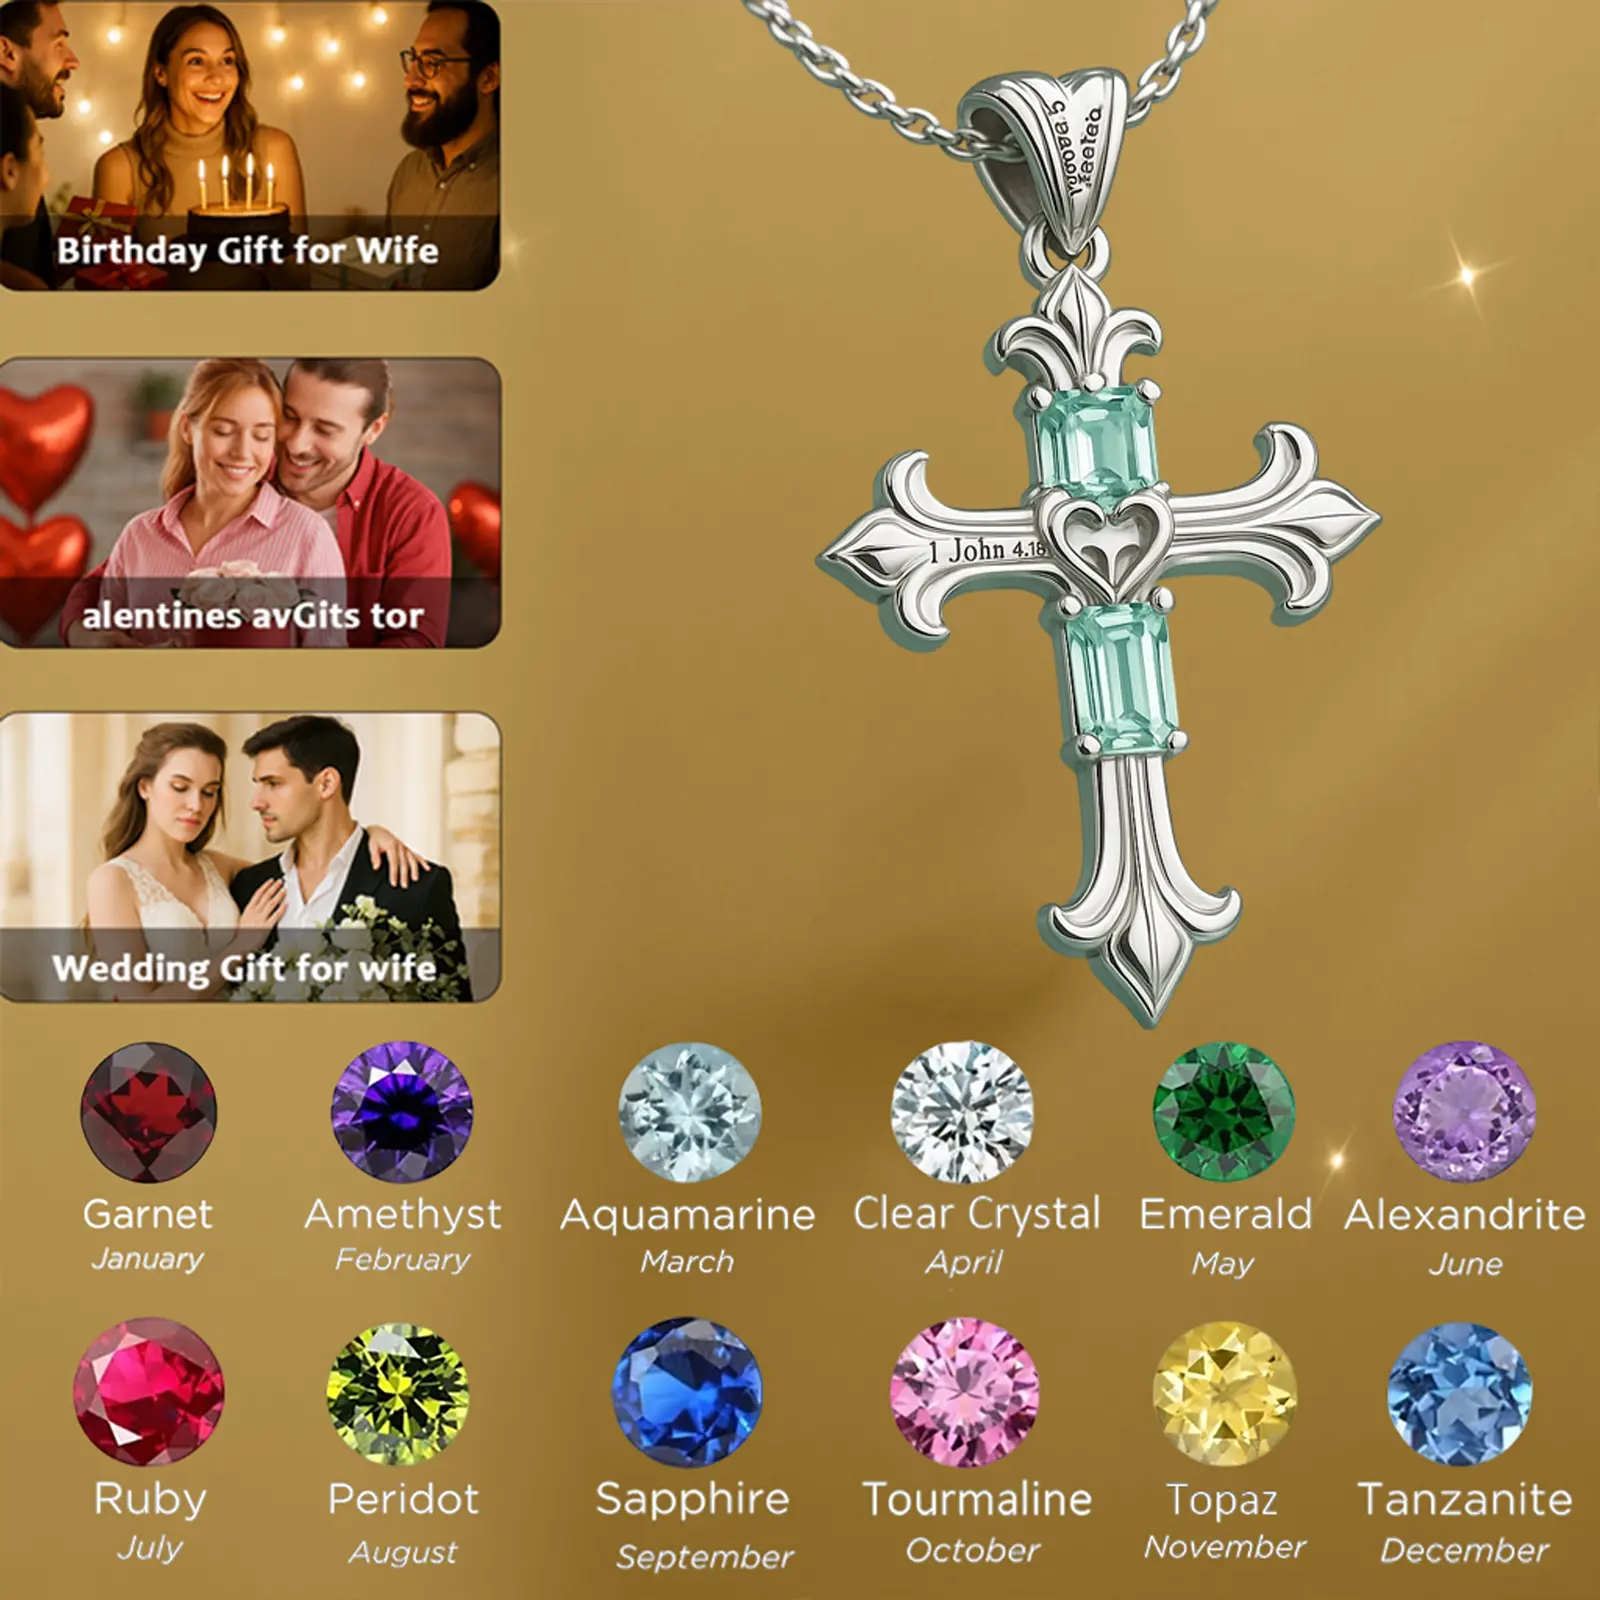 Birthday Gift for Wife
alentines avGits tor
Wedding Gift for wife
1 John 4.18
Garnet
January
Amethyst
February
Aquamarine
March
Clear Crystal
April
Emerald
May
Alexandrite
June
Ruby
July
Peridot
August
Sapphire
September
Tourmaline
October
Topaz
November
Tanzanite
December